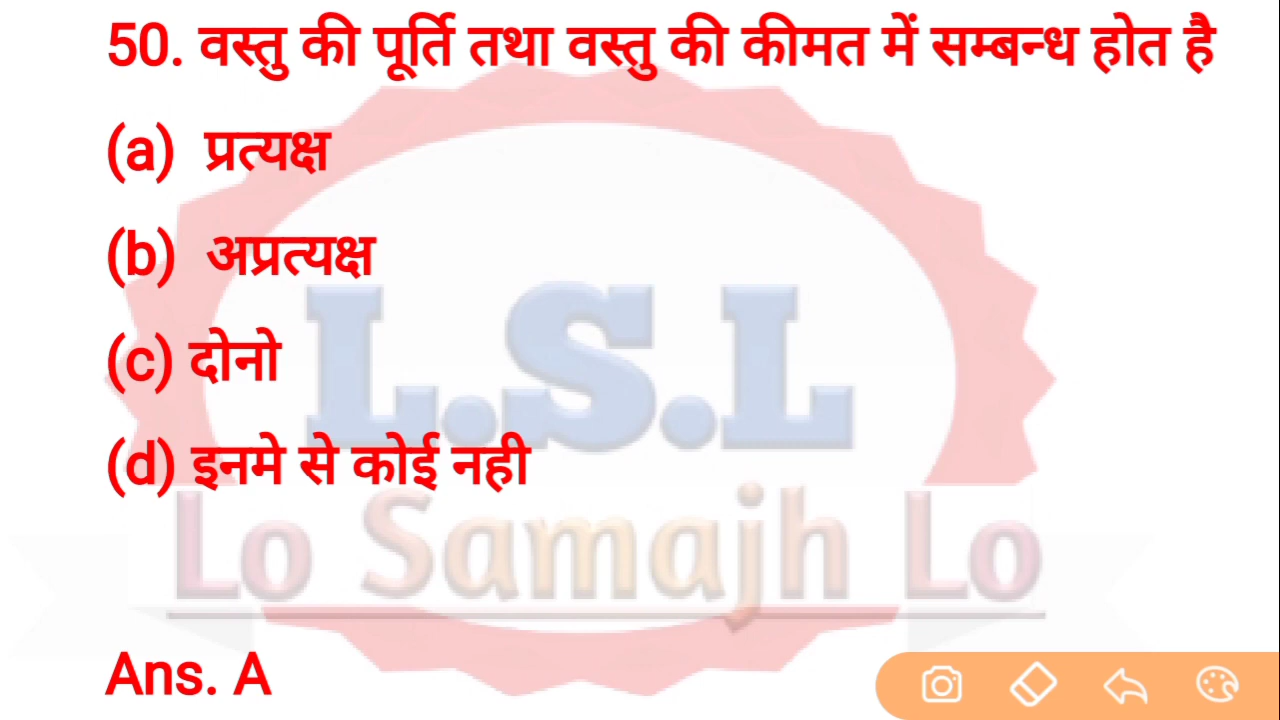 50. वस्तु की पूर्ति तथा वस्तु की कीमत में सम्बन्ध होत है
(a) प्रत्यक्ष
(b) अप्रत्यक्ष
(c) दोनो
(d) इनमे से कोई नही
L.S.L
Lo Samajh Lo
Ans. A